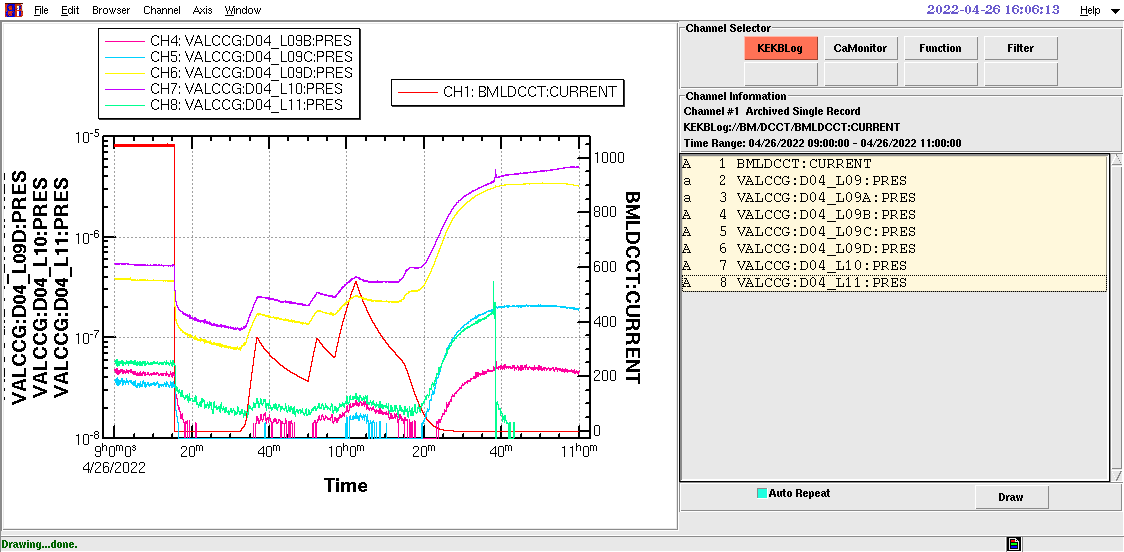 File Edit Browser Channel Axis Window 2022-04-26 16:06:13 Help
CH4: VALCCG:D04_L09B:PRES
CH5: VALCCG:D04_L09C:PRES
CH6: VALCCG:D04_L09D:PRES
CH7: VALCCG:D04_L10:PRES
CH8: VALCCG:D04_L11:PRES
CH1: BMLDCCT:CURRENT
VALCCG:D04_L09D:PRES
VALCCG:D04_L10:PRES
VALCCG:D04_L11:PRES
10^-5
10^-6
10^-7
10^-8
1000
800
600
400
200
0
BMLDCCT:CURRENT
9h0m0s 20m 40m 10h0m 20m 40m 11h0m
4/26/2022
Time
Channel Selector
KEKBLog CaMonitor Function Filter
Channel Information
Channel #1 Archived Single Record
KEKBLog://BM/DCCT/BMLDCCT:CURRENT
Time Range: 04/26/2022 09:00:00 - 04/26/2022 11:00:00
A 1 BMLDCCT:CURRENT
a 2 VALCCG:D04_L09:PRES
a 3 VALCCG:D04_L09A:PRES
A 4 VALCCG:D04_L09B:PRES
A 5 VALCCG:D04_L09C:PRES
A 6 VALCCG:D04_L09D:PRES
A 7 VALCCG:D04_L10:PRES
A 8 VALCCG:D04_L11:PRES
Auto Repeat Draw
Drawing...done.